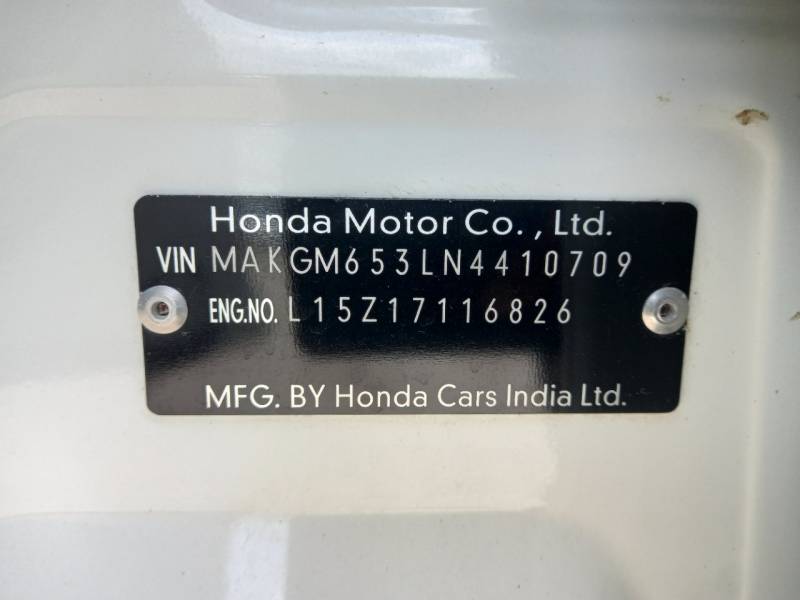 Honda Motor Co., Ltd.
VIN MAKGM653LN4410709
ENG.NO. L15Z17116826
MFG. BY Honda Cars India Ltd.